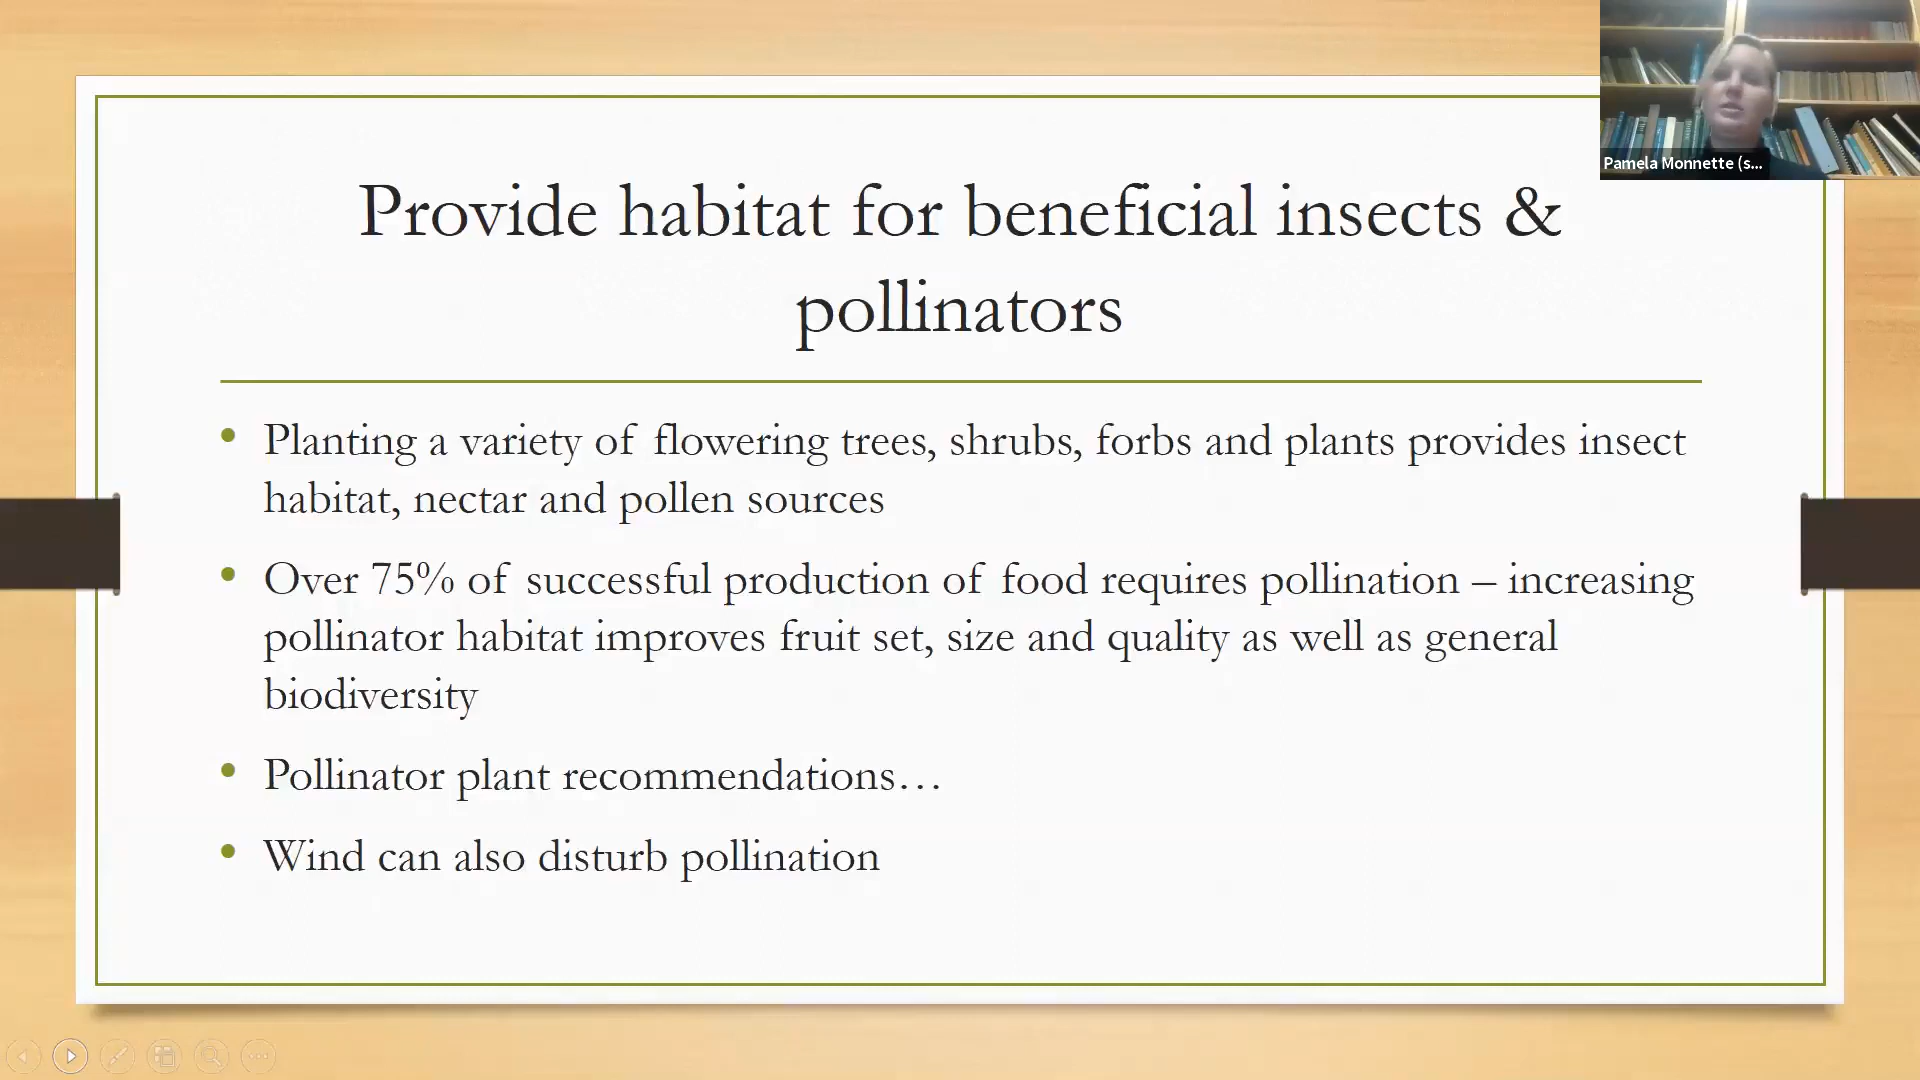 Pamela Monnette (s...
Provide habitat for beneficial insects &
pollinators
• Planting a variety of flowering trees, shrubs, forbs and plants provides insect
habitat, nectar and pollen sources
• Over 75% of successful production of food requires pollination – increasing
pollinator habitat improves fruit set, size and quality as well as general
biodiversity
• Pollinator plant recommendations…
• Wind can also disturb pollination